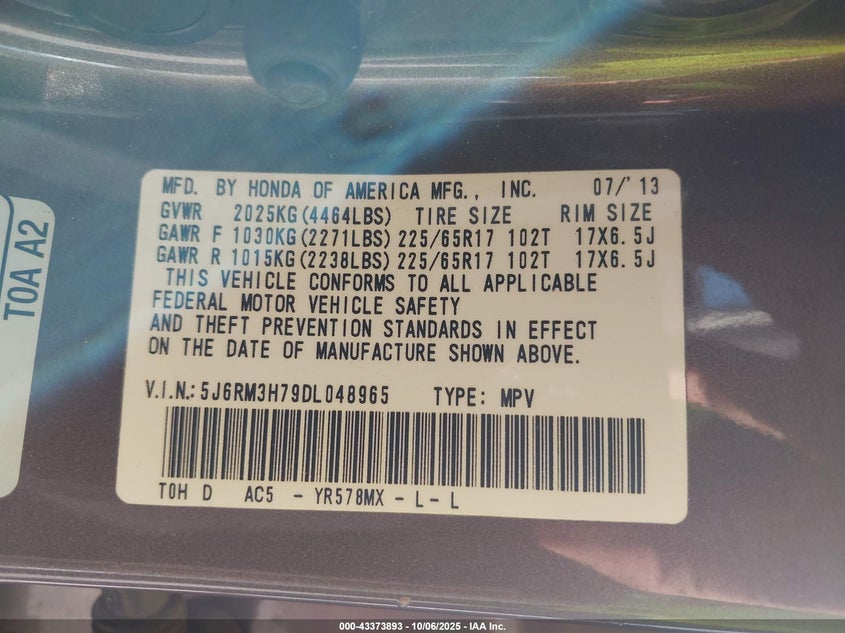 MFD. BY HONDA OF AMERICA MFG., INC. 07/'13
GVWR 2025KG(4464LBS) TIRE SIZE RIM SIZE
GAWR F 1030KG(2271LBS) 225/65R17 102T 17X6.5J
GAWR R 1015KG(2238LBS) 225/65R17 102T 17X6.5J
THIS VEHICLE CONFORMS TO ALL APPLICABLE
FEDERAL MOTOR VEHICLE SAFETY
AND THEFT PREVENTION STANDARDS IN EFFECT
ON THE DATE OF MANUFACTURE SHOWN ABOVE.
V.I.N.: 5J6RM3H79DL048965 TYPE: MPV
TOH D AC5 - YR578MX - L - L
TOA A2
000-43373893 - 10/06/2025 - IAA Inc.